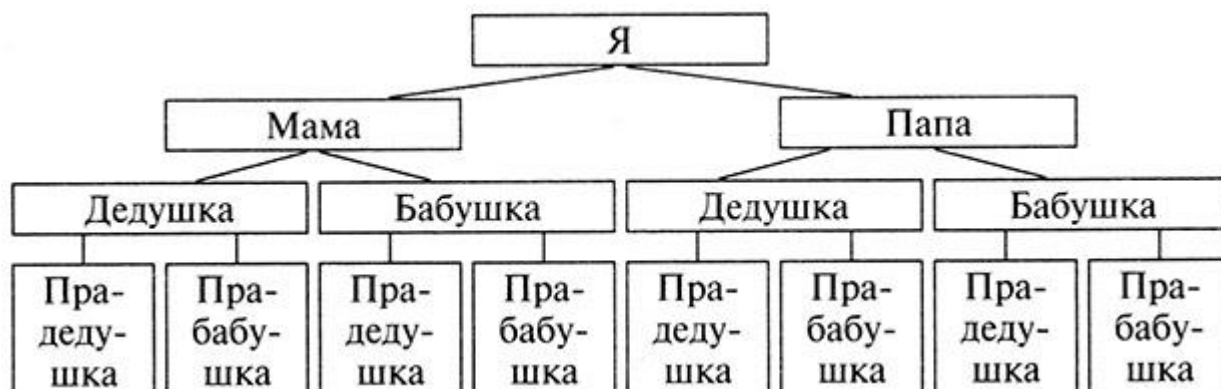 Я
Мама
Папа
Дедушка
Бабушка
Дедушка
Бабушка
Пра-
деду-
шка
Пра-
бабу-
шка
Пра-
деду-
шка
Пра-
бабу-
шка
Пра-
деду-
шка
Пра-
бабу-
шка
Пра-
деду-
шка
Пра-
бабу-
шка